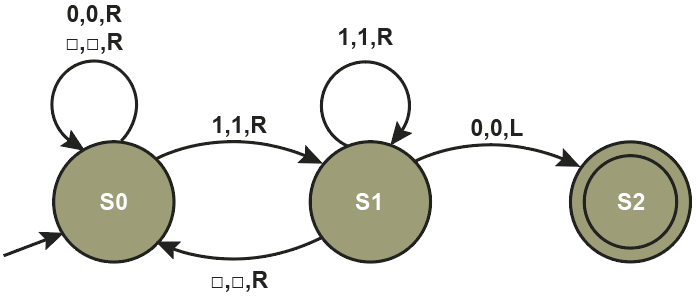 0,0,R
□,□,R
1,1,R
1,1,R
0,0,L
S0
S1
S2
□,□,R